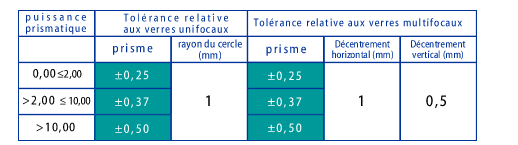 puissance prismatique | Tolérance relative aux verres unifocaux | Tolérance relative aux verres multifocaux
prisme | rayon du cercle (mm) | prisme | Décentrement horizontal (mm) | Décentrement vertical (mm)
0,00≤2,00 | ±0,25 | 1 | ±0,25 | 1 | 0,5
>2,00 ≤ 10,00 | ±0,37 | ±0,37
>10,00 | ±0,50 | ±0,50